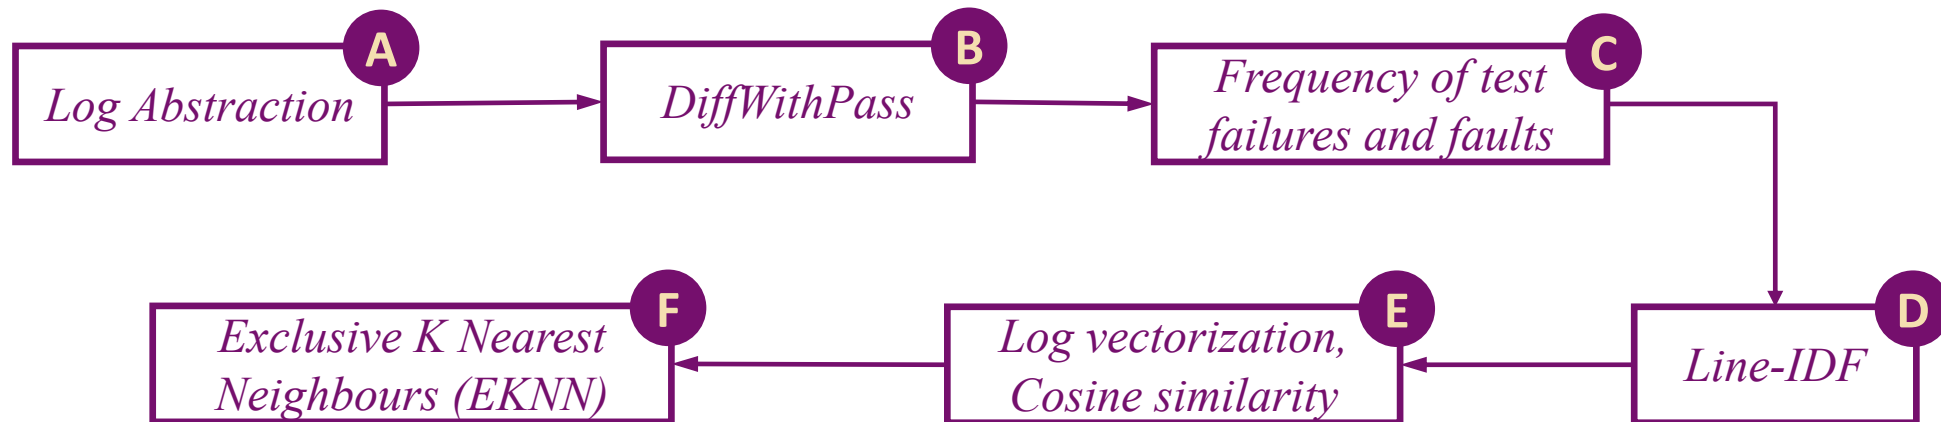 A
Log Abstraction
B
DiffWithPass
C
Frequency of test
failures and faults
D
Line-IDF
E
Log vectorization,
Cosine similarity
F
Exclusive K Nearest
Neighbours (EKNN)